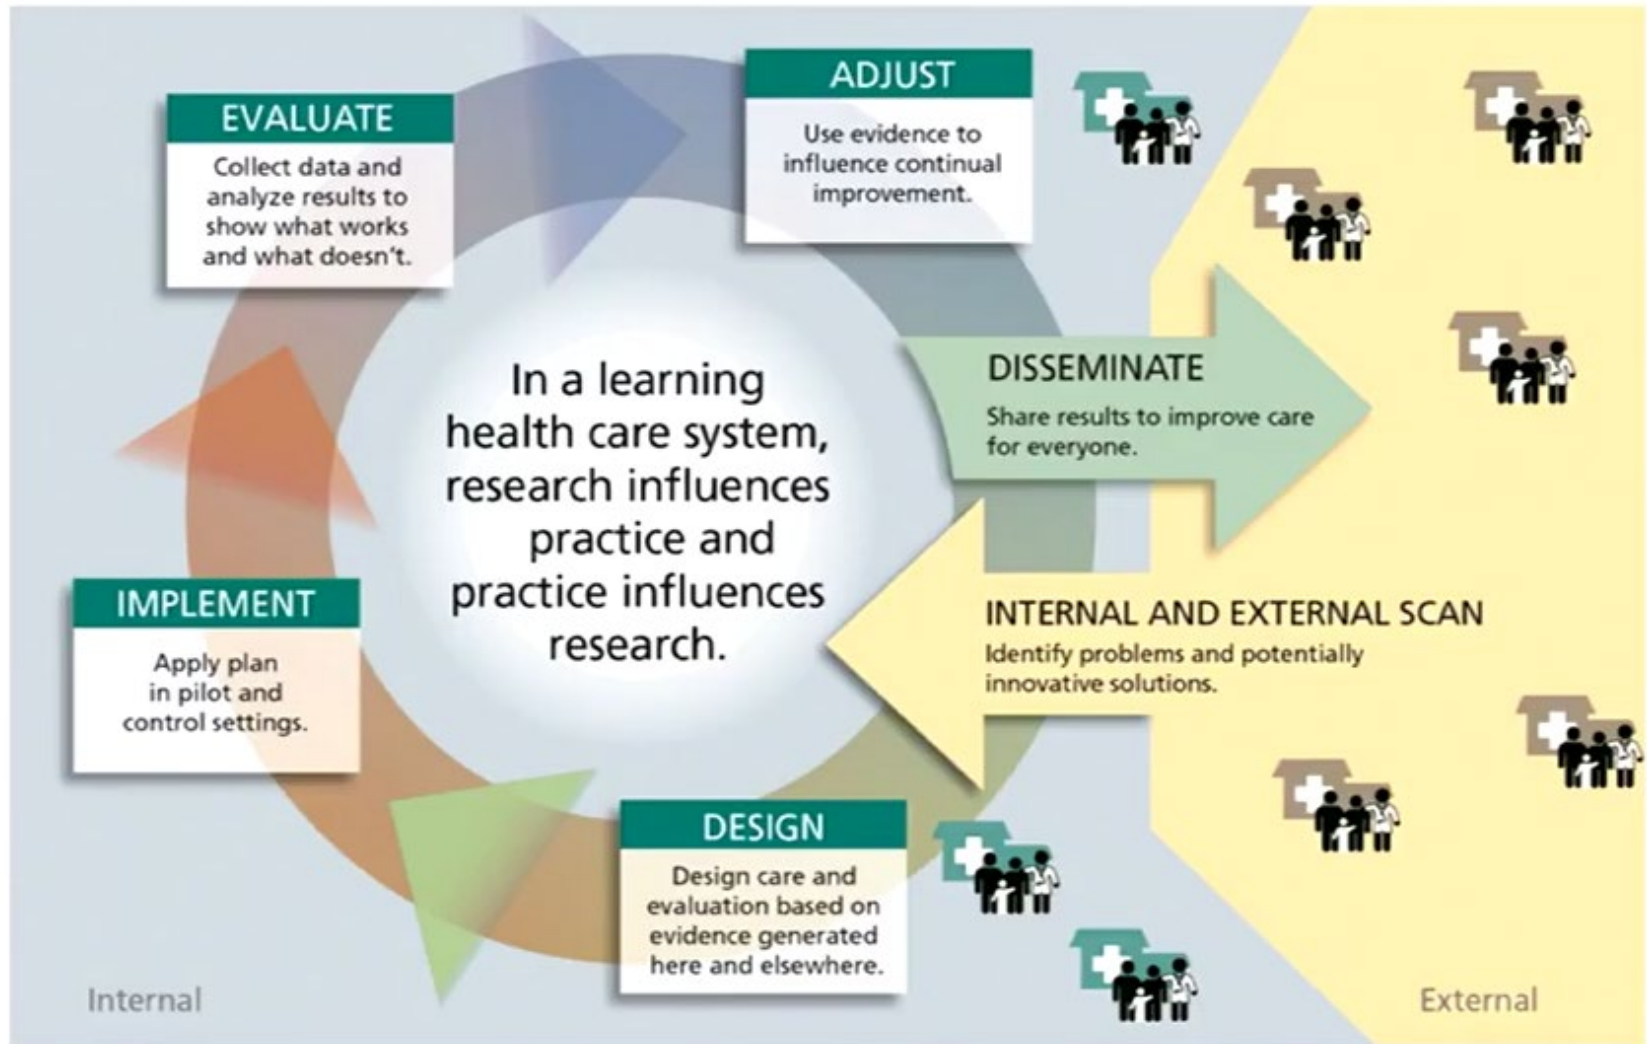 EVALUATE
Collect data and
analyze results to
show what works
and what doesn't.
ADJUST
Use evidence to
influence continual
improvement.
In a learning
health care system,
research influences
practice and
practice influences
research.
DISSEMINATE
Share results to improve care
for everyone.
INTERNAL AND EXTERNAL SCAN
Identify problems and potentially
innovative solutions.
IMPLEMENT
Apply plan
in pilot and
control settings.
DESIGN
Design care and
evaluation based on
evidence generated
here and elsewhere.
Internal
External